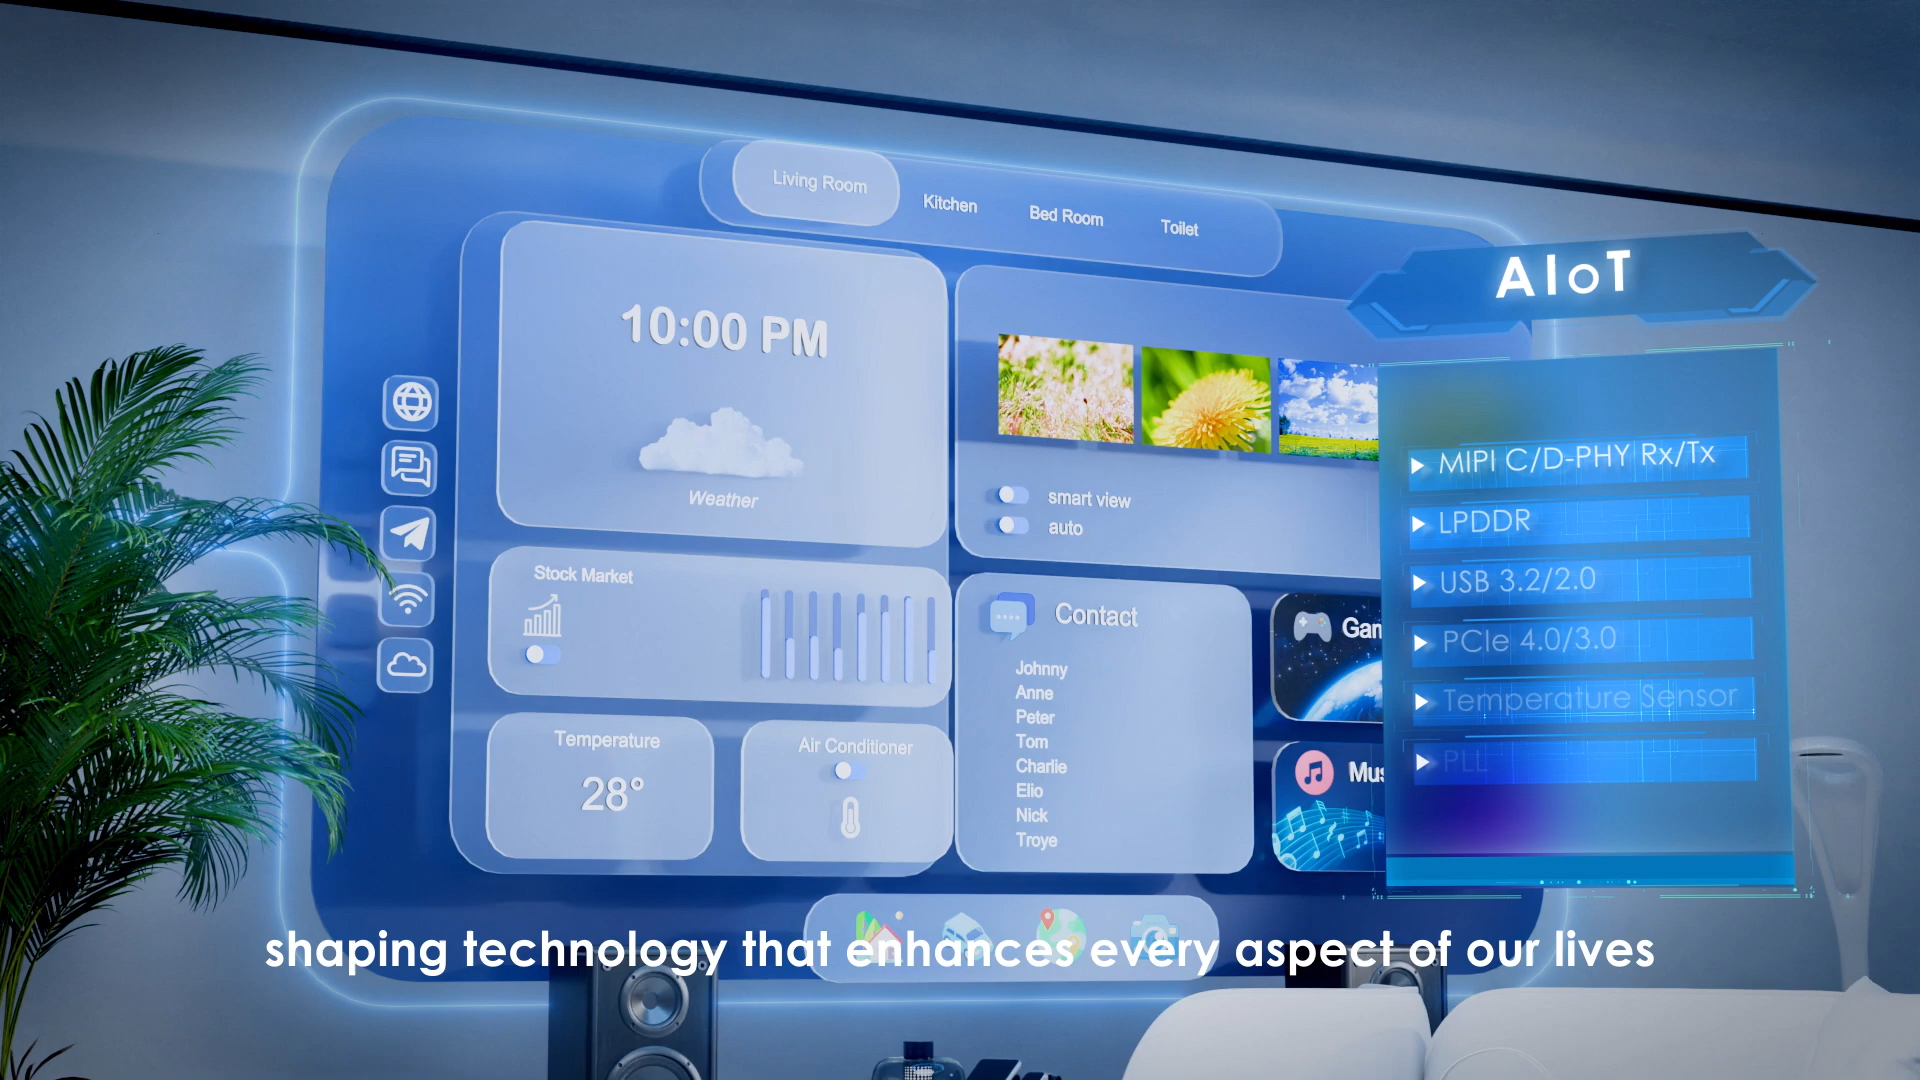 Living Room
Kitchen
Bed Room
Toilet
10:00 PM
Weather
smart view
auto
Stock Market
Contact
Johnny
Anne
Peter
Tom
Charlie
Elio
Nick
Troye
Temperature
28°
Air Conditioner
AIoT
MIPI C/D-PHY Rx/Tx
LPDDR
USB 3.2/2.0
PCIe 4.0/3.0
Temperature Sensor
PLL
shaping technology that enhances every aspect of our lives